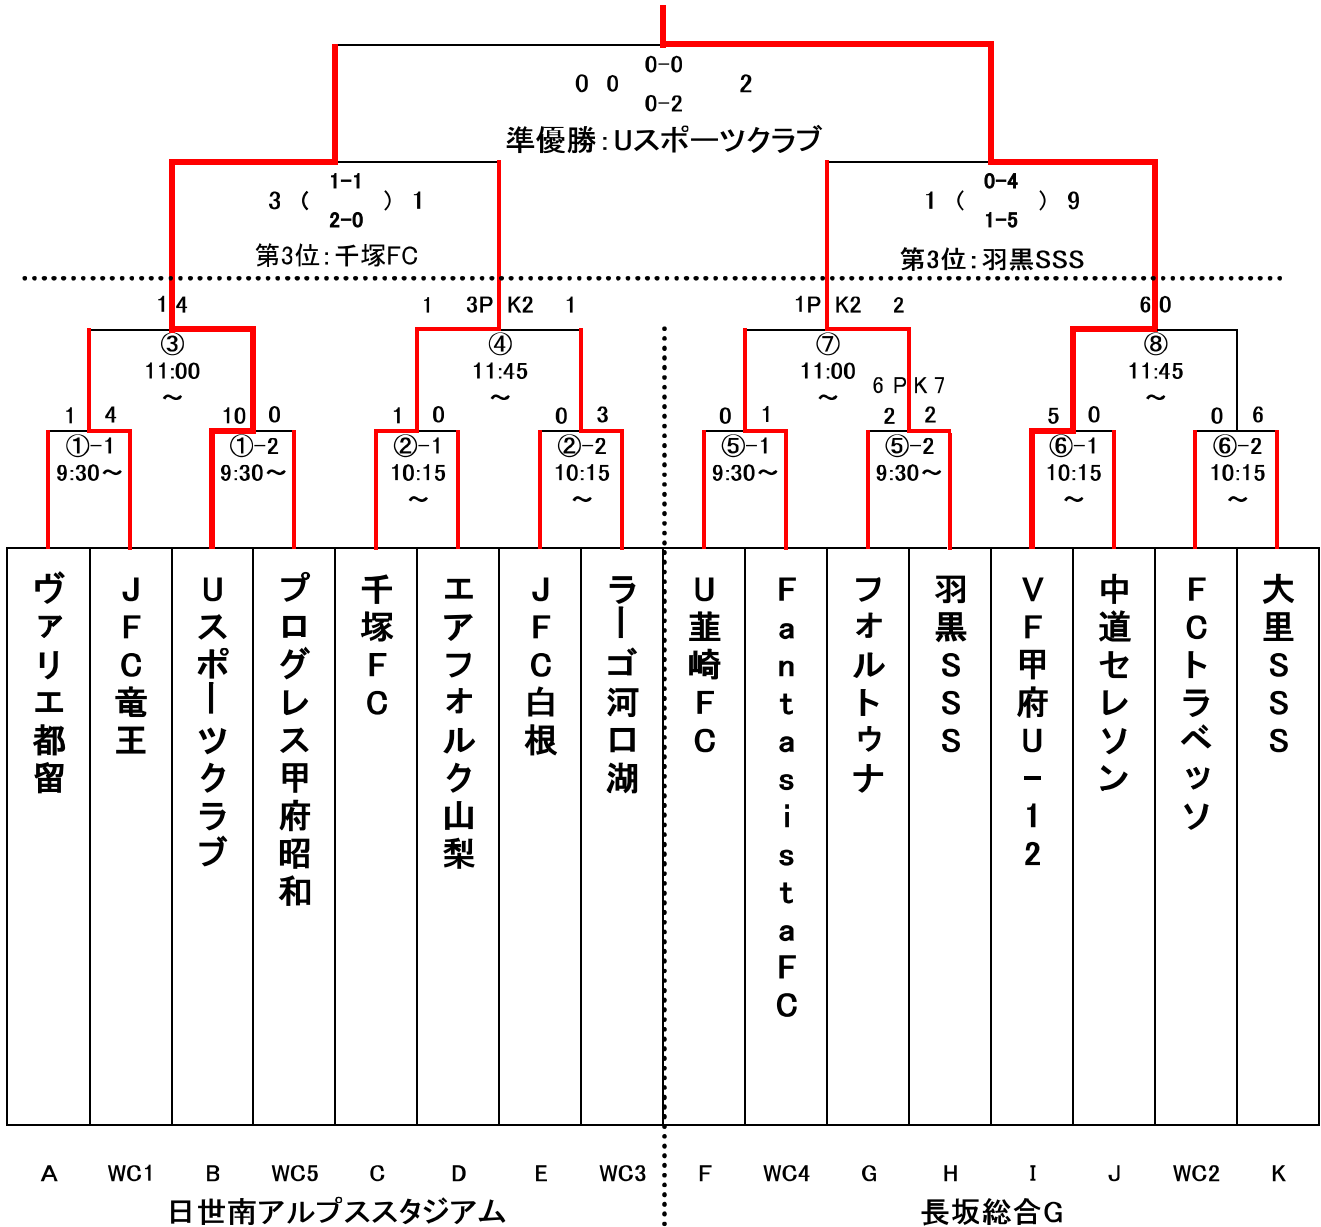 0-0
0 0 2
0-2
準優勝:Uスポーツクラブ
1-1
3 ( ) 1
2-0
第3位:千塚FC
0-4
1 ( ) 9
1-5
第3位:羽黒SSS
1 4
1 3P K2 1
1P K2 2
6 0
③
11:00
～
④
11:45
～
⑦
11:00
～
⑧
11:45
～
6 P K 7
1 4
10 0
1 0
0 3
0 1
2 2
5 0
0 6
①-1
9:30～
①-2
9:30～
②-1
10:15
～
②-2
10:15
～
⑤-1
9:30～
⑤-2
9:30～
⑥-1
10:15
～
⑥-2
10:15
～
ヴァリエ都留
JFC竜王
Uスポーツクラブ
プログレス甲府昭和
千塚FC
エアフオルク山梨
JFC白根
ラーゴ河口湖
U韮崎FC
FantasistaFC
フオルトゥナ
羽黒SSS
VF甲府U-12
中道セレソン
FCトラベッソ
大里SSS
A WC1 B WC5 C D E WC3 F WC4 G H I J WC2 K
日世南アルプススタジアム
長坂総合G